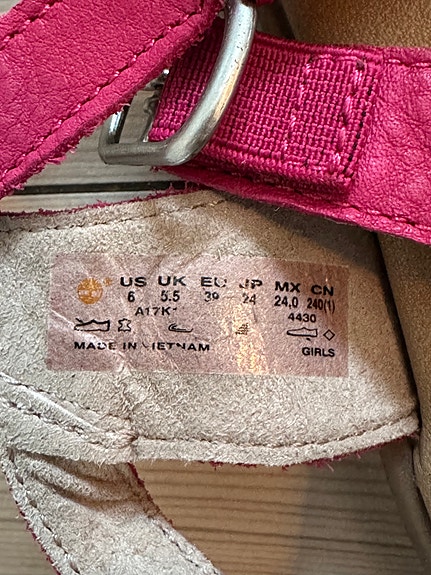 US UK EU JP MX CN
6 5.5 39 24 24.0 240(1)
A17K 4430
MADE IN VIETNAM GIRLS